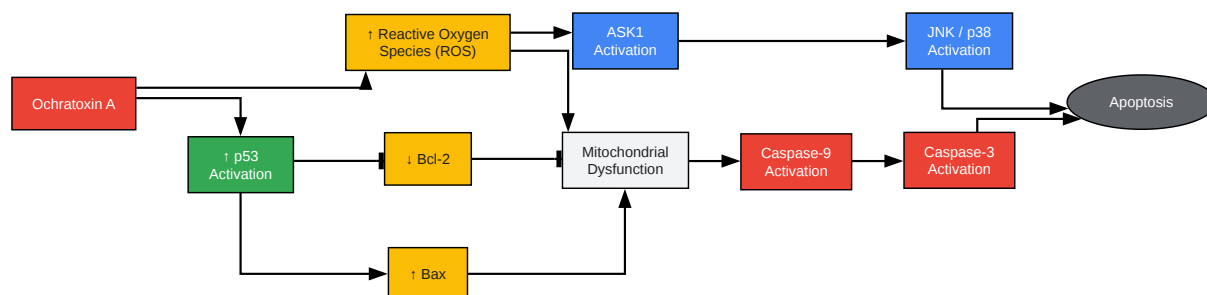 ↑ Reactive Oxygen
Species (ROS)
ASK1
Activation
JNK / p38
Activation
Ochratoxin A
Apoptosis
↑ p53
Activation
↓ Bcl-2
Mitochondrial
Dysfunction
Caspase-9
Activation
Caspase-3
Activation
↑ Bax